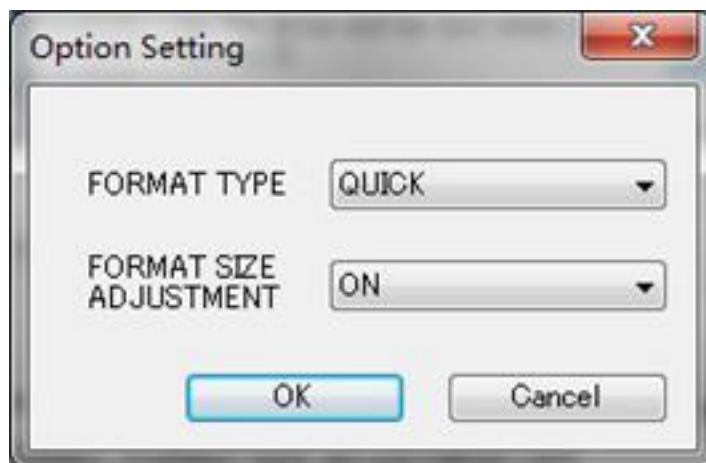 Option Setting
FORMAT TYPE QUICK
FORMAT SIZE
ADJUSTMENT ON
OK Cancel